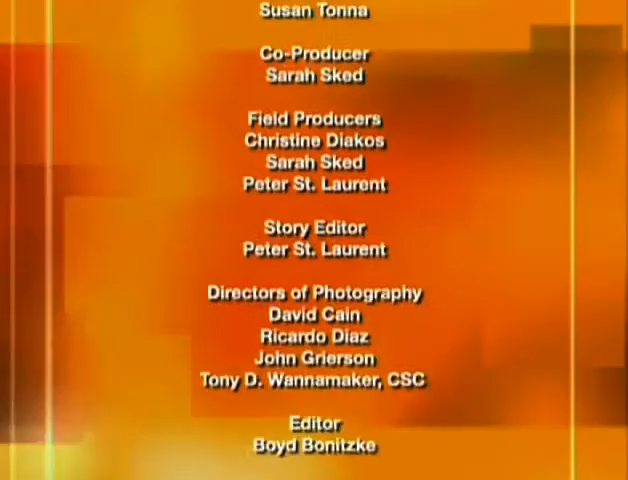 Susan Tonna
Co-Producer
Sarah Sked
Field Producers
Christine Diakos
Sarah Sked
Peter St. Laurent
Story Editor
Peter St. Laurent
Directors of Photography
David Cain
Ricardo Diaz
John Grierson
Tony D. Wannamaker, CSC
Editor
Boyd Bonitzke